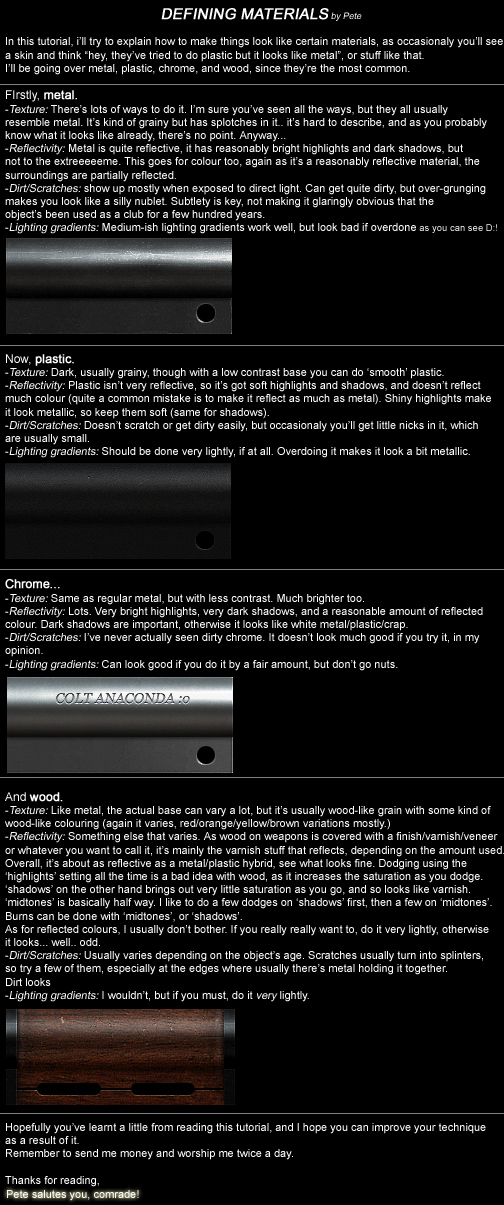 DEFINING MATERIALS by Pete
In this tutorial, i'll try to explain how to make things look like certain materials, as occasionaly you'll see
a skin and think "hey, they've tried to do plastic but it looks like metal", or stuff like that.
I'll be going over metal, plastic, chrome, and wood, since they're the most common.
FIrstly, metal.
-Texture: There's lots of ways to do it. I'm sure you've seen all the ways, but they all usually
resemble metal. It's kind of grainy but has splotches in it.. it's hard to describe, and as you probably
know what it looks like already, there's no point. Anyway...
-Reflectivity: Metal is quite reflective, it has reasonably bright highlights and dark shadows, but
not to the extreeeeeme. This goes for colour too, again as it's a reasonably reflective material, the
surroundings are partially reflected.
-Dirt/Scratches: show up mostly when exposed to direct light. Can get quite dirty, but over-grunging
makes you look like a silly nublet. Subtlety is key, not making it glaringly obvious that the
object's been used as a club for a few hundred years.
-Lighting gradients: Medium-ish lighting gradients work well, but look bad if overdone as you can see D:!
Now, plastic.
-Texture: Dark, usually grainy, though with a low contrast base you can do 'smooth' plastic.
-Reflectivity: Plastic isn't very reflective, so it's got soft highlights and shadows, and doesn't reflect
much colour (quite a common mistake is to make it reflect as much as metal). Shiny highlights make
it look metallic, so keep them soft (same for shadows).
-Dirt/Scratches: Doesn't scratch or get dirty easily, but occasionaly you'll get little nicks in it, which
are usually small.
-Lighting gradients: Should be done very lightly, if at all. Overdoing it makes it look a bit metallic.
Chrome...
-Texture: Same as regular metal, but with less contrast. Much brighter too.
-Reflectivity: Lots. Very bright highlights, very dark shadows, and a reasonable amount of reflected
colour. Dark shadows are important, otherwise it looks like white metal/plastic/crap.
-Dirt/Scratches: I've never actually seen dirty chrome. It doesn't look much good if you try it, in my
opinion.
-Lighting gradients: Can look good if you do it by a fair amount, but don't go nuts.
COLT ANACONDA :o
And wood.
-Texture: Like metal, the actual base can vary a lot, but it's usually wood-like grain with some kind of
wood-like colouring (again it varies, red/orange/yellow/brown variations mostly.)
-Reflectivity: Something else that varies. As wood on weapons is covered with a finish/varnish/veneer
or whatever you want to call it, it's mainly the varnish stuff that reflects, depending on the amount used.
Overall, it's about as reflective as a metal/plastic hybrid, see what looks fine. Dodging using the
'highlights' setting all the time is a bad idea with wood, as it increases the saturation as you dodge.
'shadows' on the other hand brings out very little saturation as you go, and so looks like varnish.
'midtones' is basically half way. I like to do a few dodges on 'shadows' first, then a few on 'midtones'.
Burns can be done with 'midtones', or 'shadows'.
As for reflected colours, I usually don't bother. If you really really want to, do it very lightly, otherwise
it looks... well.. odd.
-Dirt/Scratches: Usually varies depending on the object's age. Scratches usually turn into splinters,
so try a few of them, especially at the edges where usually there's metal holding it together.
Dirt looks
-Lighting gradients: I wouldn't, but if you must, do it very lightly.
Hopefully you've learnt a little from reading this tutorial, and I hope you can improve your technique
as a result of it.
Remember to send me money and worship me twice a day.
Thanks for reading,
Pete salutes you, comrade!